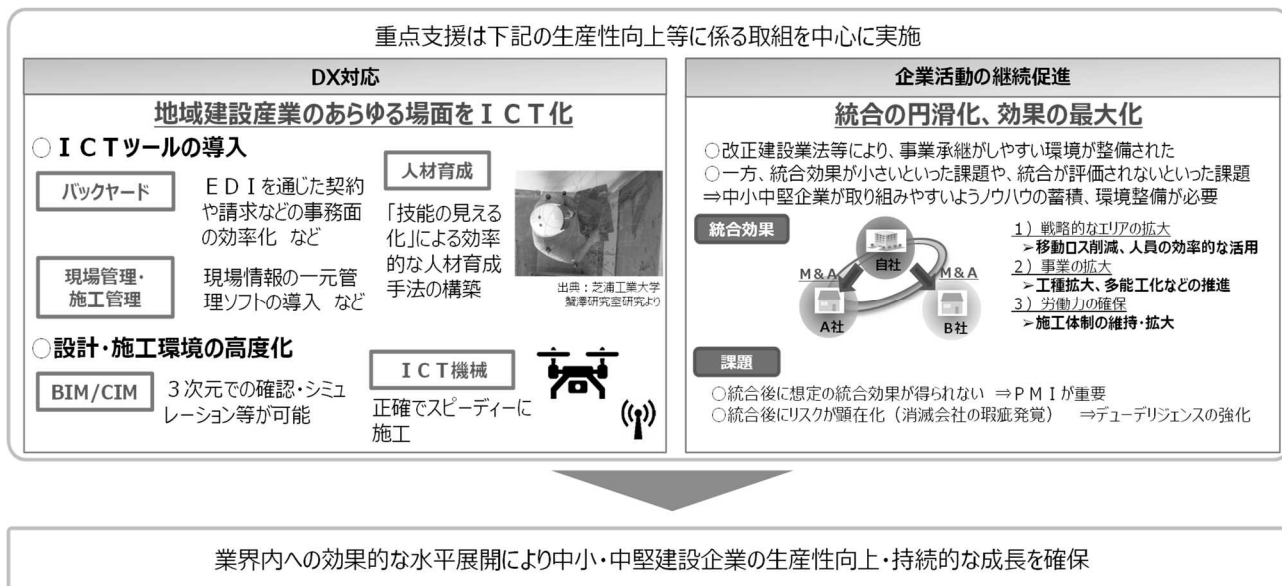 重点支援は下記の生産性向上等に係る取組を中心に実施
DX対応
地域建設産業のあらゆる場面をＩＣＴ化
○ＩＣＴツールの導入
バックヤード
ＥＤＩを通じた契約
や請求などの事務面
の効率化 など
現場管理・
施工管理
現場情報の一元管
理ソフトの導入 など
人材育成
「技能の見える
化」による効率
的な人材育成
手法の構築
出典：芝浦工業大学
蟹澤研究室研究より
○設計・施工環境の高度化
BIM/CIM
３次元での確認・シミュ
レーション等が可能
ＩＣＴ機械
正確でスピーディーに
施工
企業活動の継続促進
統合の円滑化、効果の最大化
○改正建設業法等により、事業承継がしやすい環境が整備された
○一方、統合効果が小さいといった課題や、統合が評価されないといった課題
⇒中小中堅企業が取り組みやすいようノウハウの蓄積、環境整備が必要
統合効果
自社
M&A
M&A
A社
B社
1）戦略的なエリアの拡大
➢移動ロス削減、人員の効率的な活用
2）事業の拡大
➢工種拡大、多能工化などの推進
3）労働力の確保
➢施工体制の維持・拡大
課題
○統合後に想定の統合効果が得られない ⇒ＰＭＩが重要
○統合後にリスクが顕在化（消滅会社の瑕疵発覚） ⇒デューデリジェンスの強化
業界内への効果的な水平展開により中小・中堅建設企業の生産性向上・持続的な成長を確保